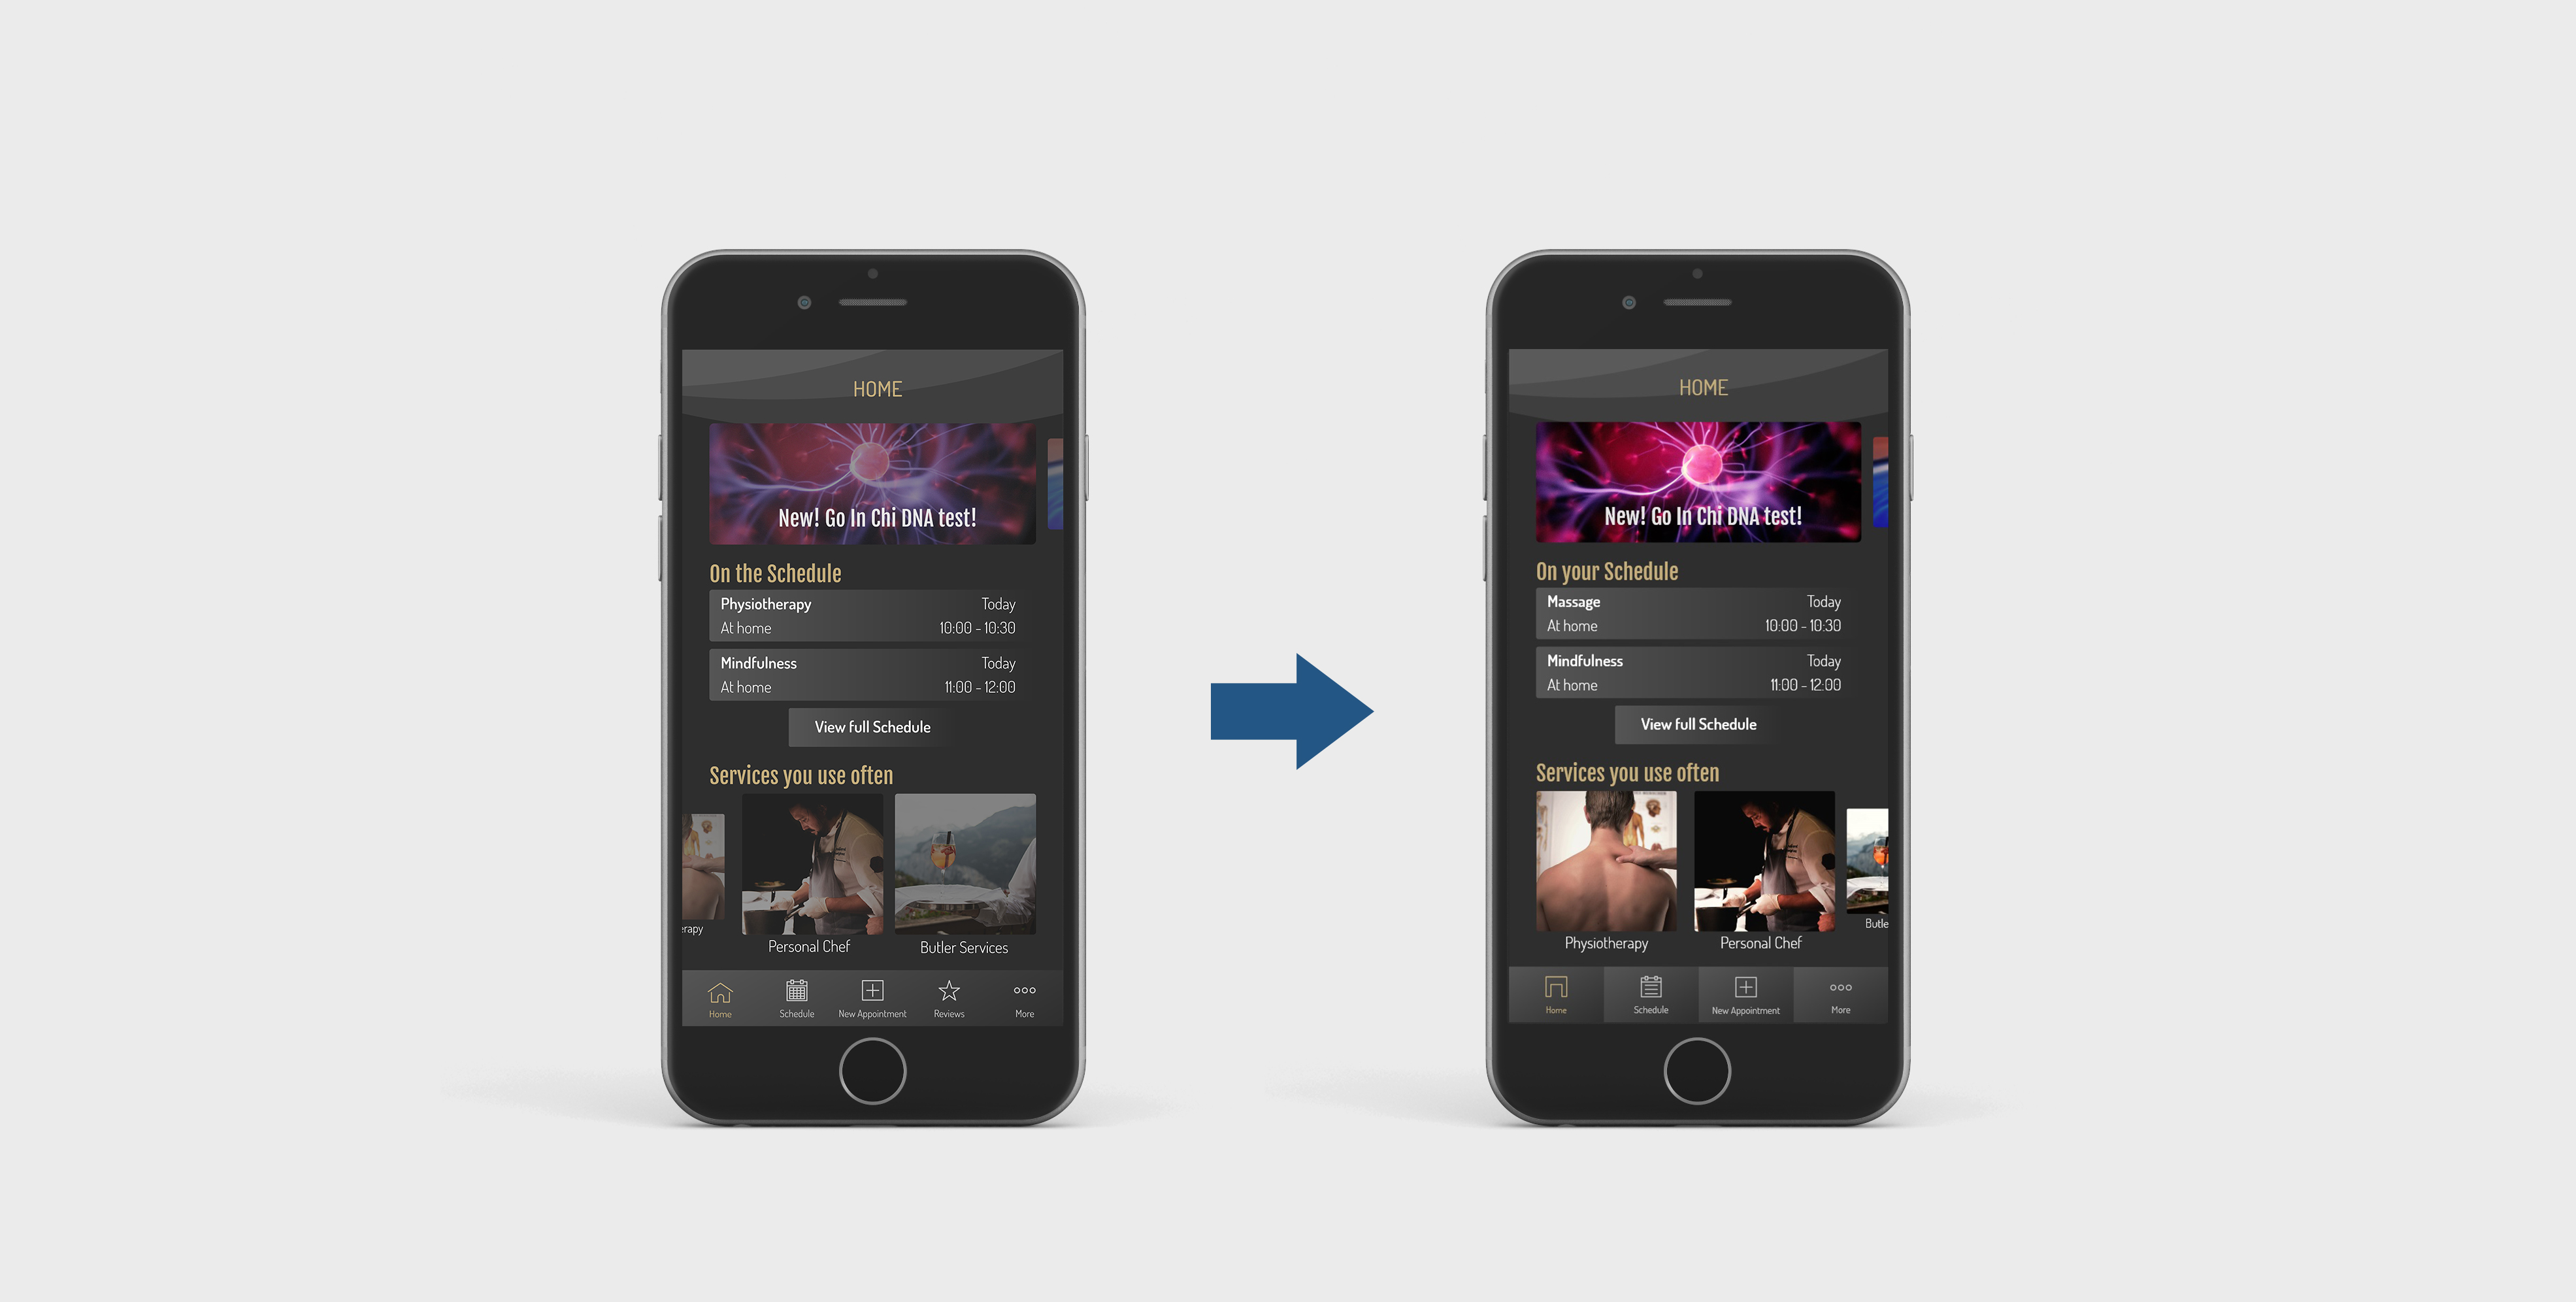 HOME
New! Go In Chi DNA test!
On the Schedule
Physiotherapy Today
At home 10:00 - 10:30
Mindfulness Today
At home 11:00 - 12:00
View full Schedule
Services you use often
erapy
Personal Chef
Butler Services
Home Schedule New Appointment Reviews More
HOME
New! Go In Chi DNA test!
On your Schedule
Massage Today
At home 10:00 - 10:30
Mindfulness Today
At home 11:00 - 12:00
View full Schedule
Services you use often
Physiotherapy
Personal Chef
Butle
Home Schedule New Appointment More